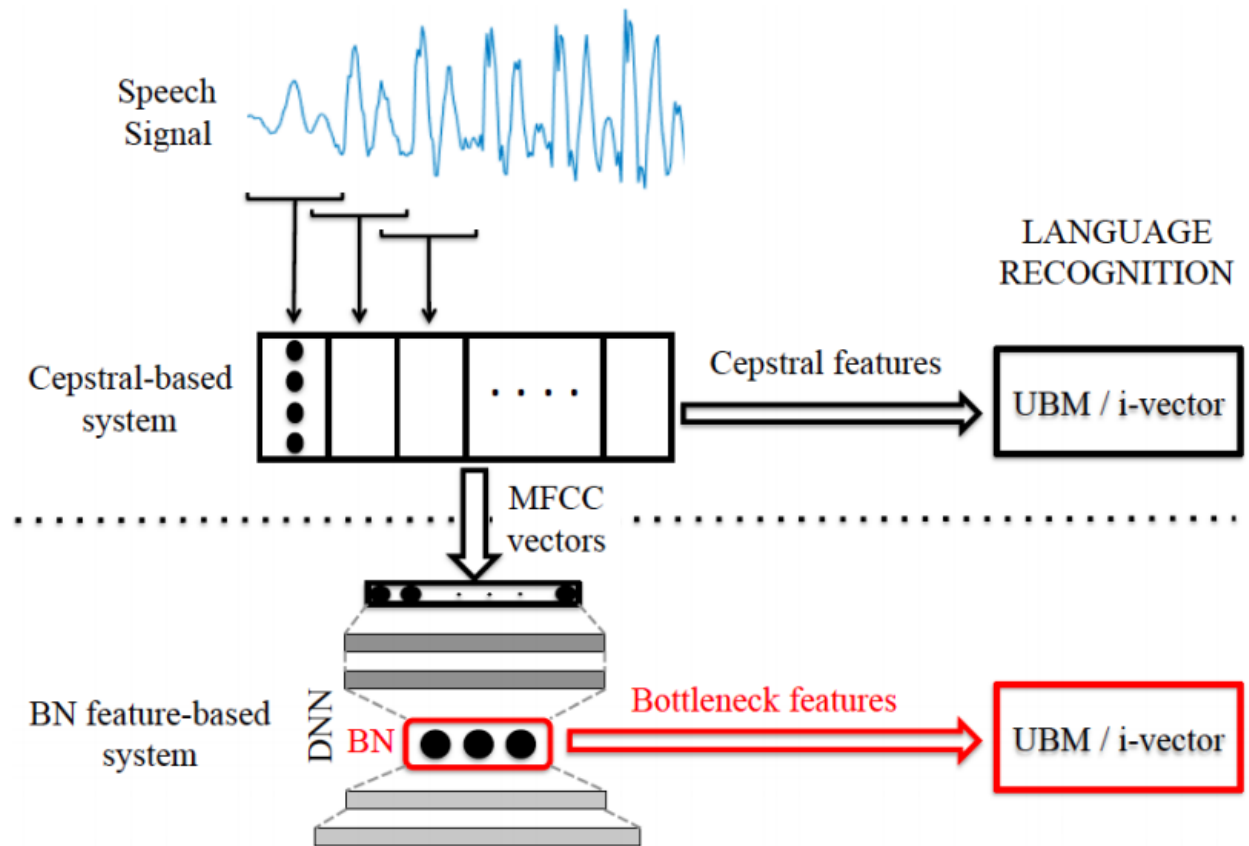 Speech
Signal
LANGUAGE
RECOGNITION
Cepstral-based
system
Cepstral features
UBM / i-vector
MFCC
vectors
BN feature-based
system
DNN
BN
Bottleneck features
UBM / i-vector